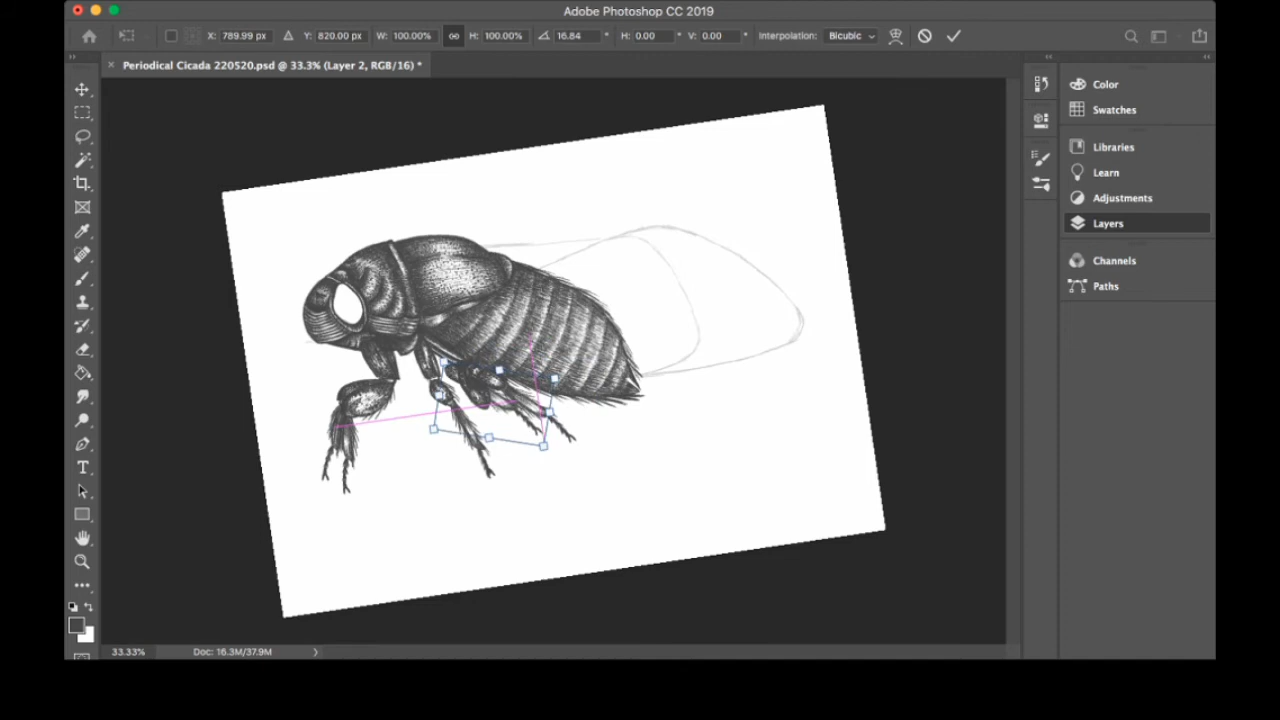 Adobe Photoshop CC 2019
X: 789.99 px Y: 820.00 px W: 100.00% H: 100.00% 16.84 ° H: 0.00 ° V: 0.00 ° Interpolation: Bicubic
× Periodical Cicada 220520.psd @ 33.3% (Layer 2, RGB/16) *
Color
Swatches
Libraries
Learn
Adjustments
Layers
Channels
Paths
33.33% Doc: 16.3M/37.9M